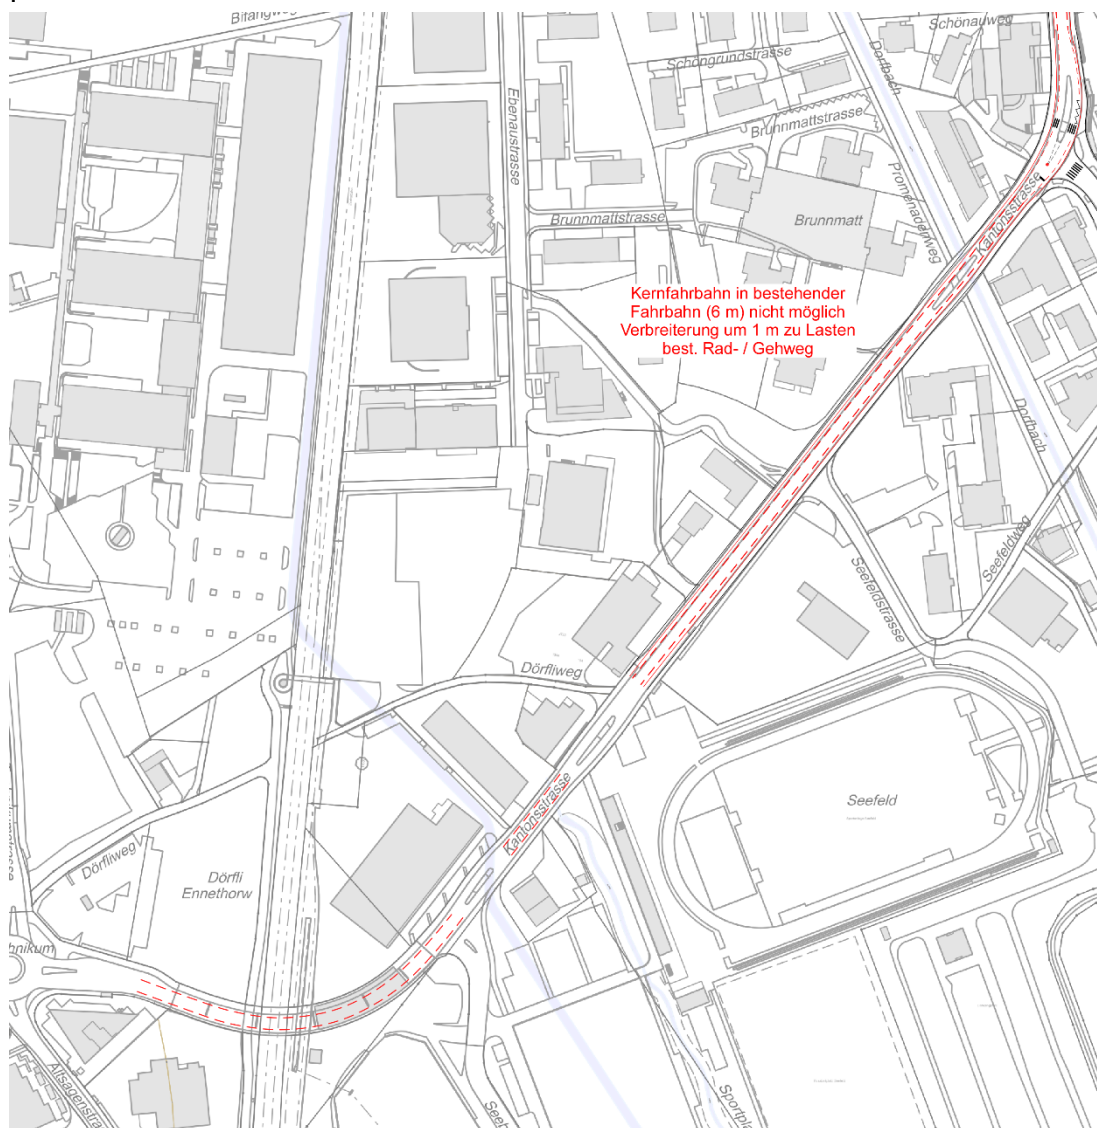 Bifangweg
Schönauweg
Schöngrundstrasse
Dorfbach
Ebenaustrasse
Brunnmattstrasse
Promenadenweg
Kantonsstrasse
Brunnmattstrasse
Brunnmatt
Kernfahrbahn in bestehender
Fahrbahn (6 m) nicht möglich
Verbreiterung um 1 m zu Lasten
best. Rad- / Gehweg
Dorfbach
Seefeldweg
Seefeldstrasse
Dörfliweg
Kantonsstrasse
Seefeld
Dörfliweg
Dörfli
Ennethorw